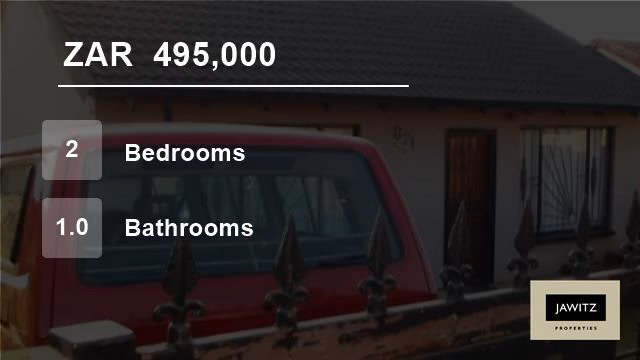 ZAR 495,000
2
Bedrooms
1.0
Bathrooms
JAWITZ
PROPERTIES